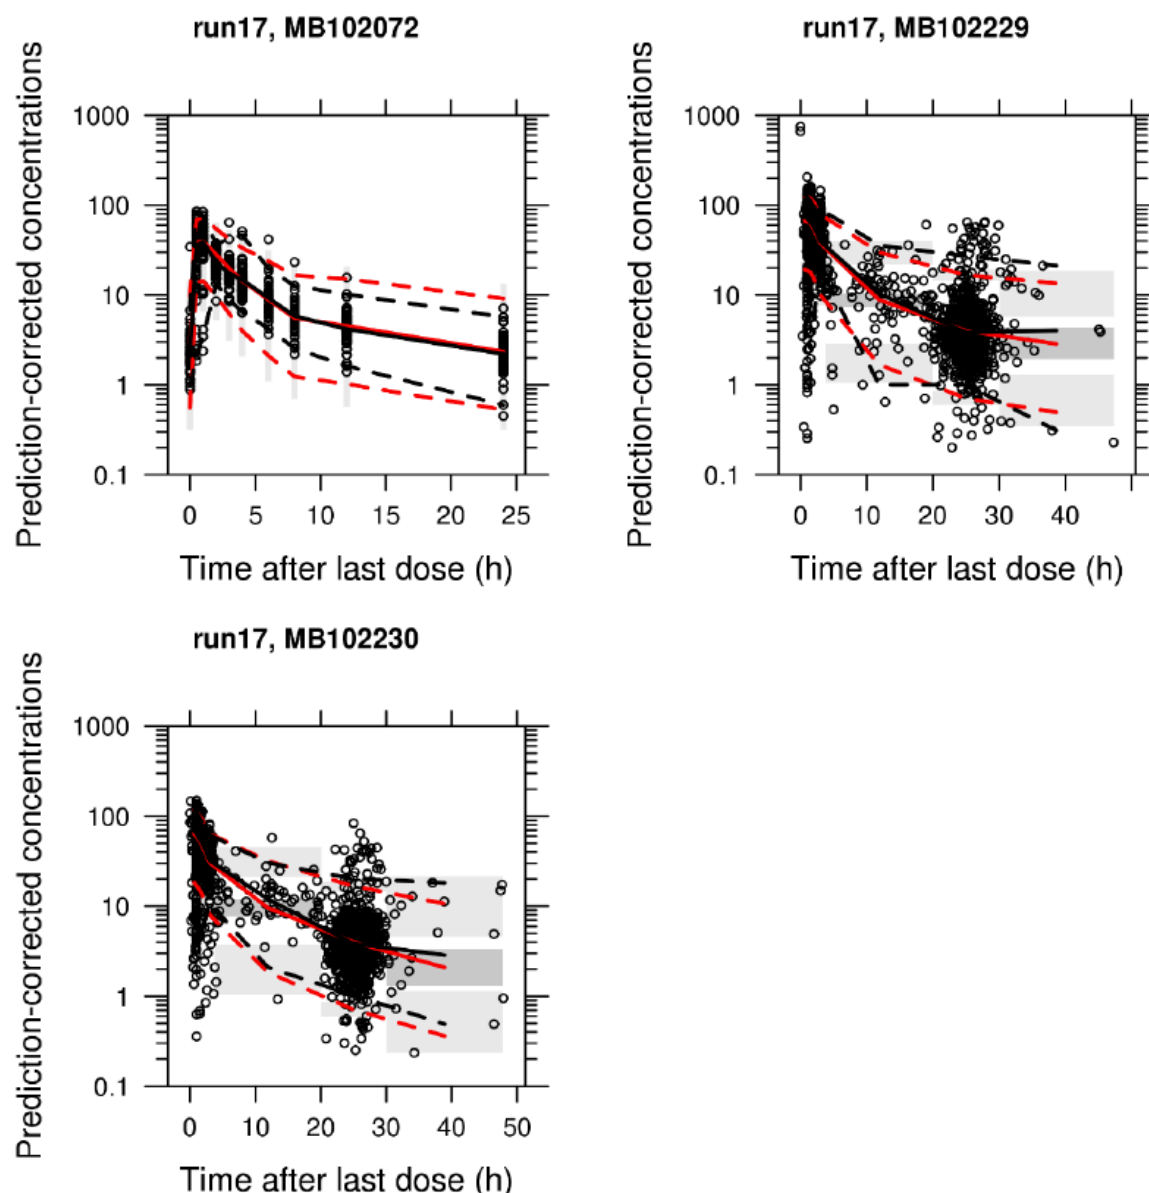 run17, MB102072
Prediction-corrected concentrations
1000
100
10
1
0.1
0 5 10 15 20 25
Time after last dose (h)
run17, MB102229
Prediction-corrected concentrations
1000
100
10
1
0.1
0 10 20 30 40
Time after last dose (h)
run17, MB102230
Prediction-corrected concentrations
1000
100
10
1
0.1
0 10 20 30 40 50
Time after last dose (h)